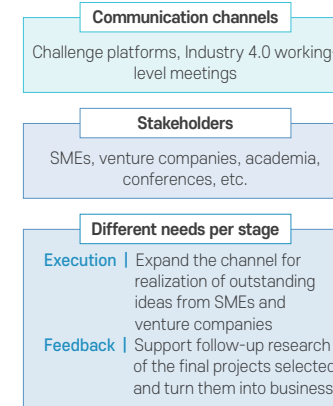 Communication channels
Challenge platforms, Industry 4.0 working-
level meetings
Stakeholders
SMEs, venture companies, academia,
conferences, etc.
Different needs per stage
Execution | Expand the channel for
realization of outstanding
ideas from SMEs and
venture companies
Feedback | Support follow-up research
of the final projects selected
and turn them into business